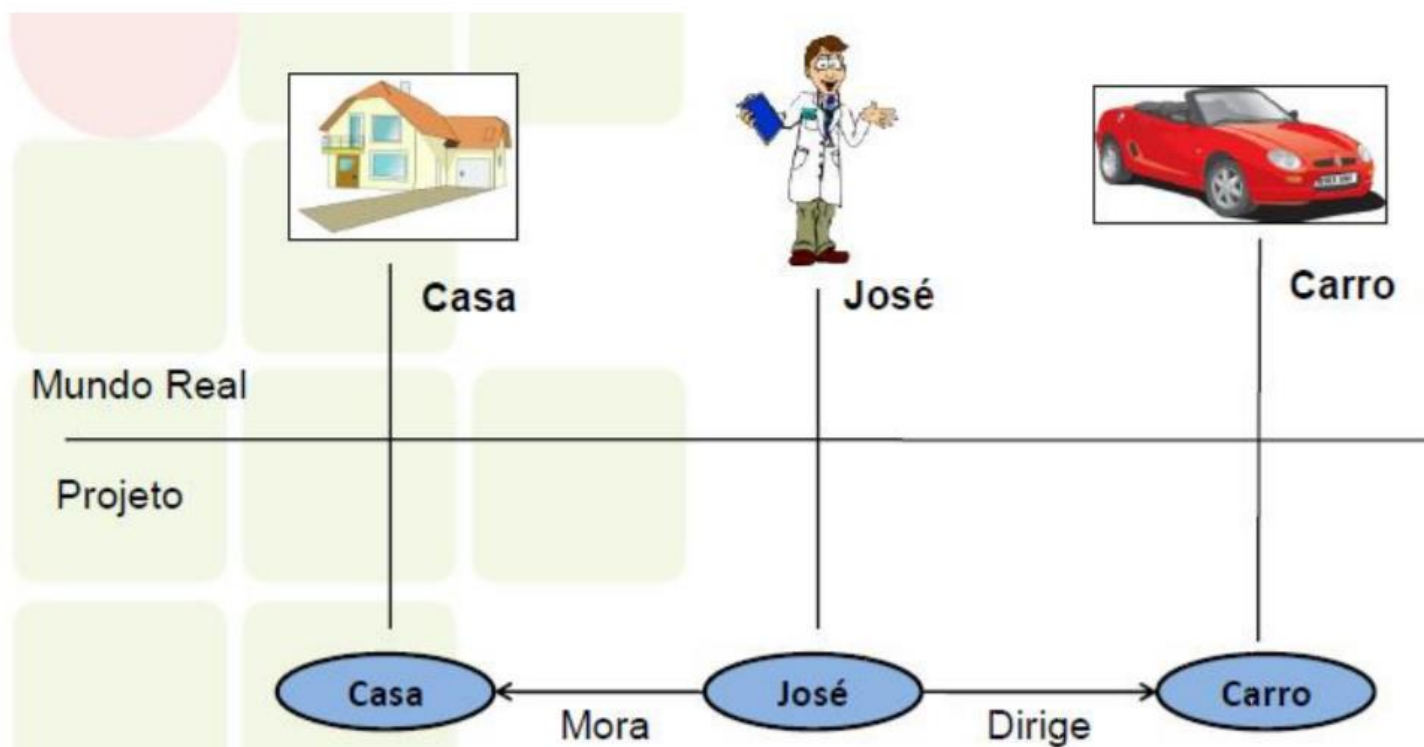 Casa
José
Carro
Mundo Real
Projeto
Casa
José
Carro
Mora
Dirige